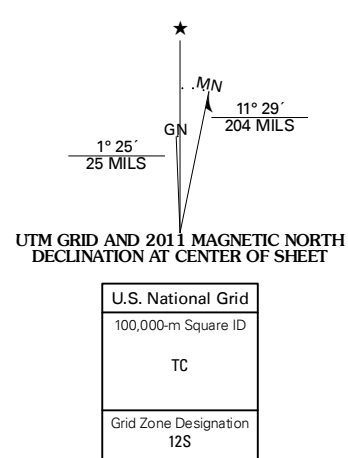 ★
MN
11° 29´
204 MILS
GN
1° 25´
25 MILS
UTM GRID AND 2011 MAGNETIC NORTH
DECLINATION AT CENTER OF SHEET
U.S. National Grid
100,000-m Square ID
TC
Grid Zone Designation
12S